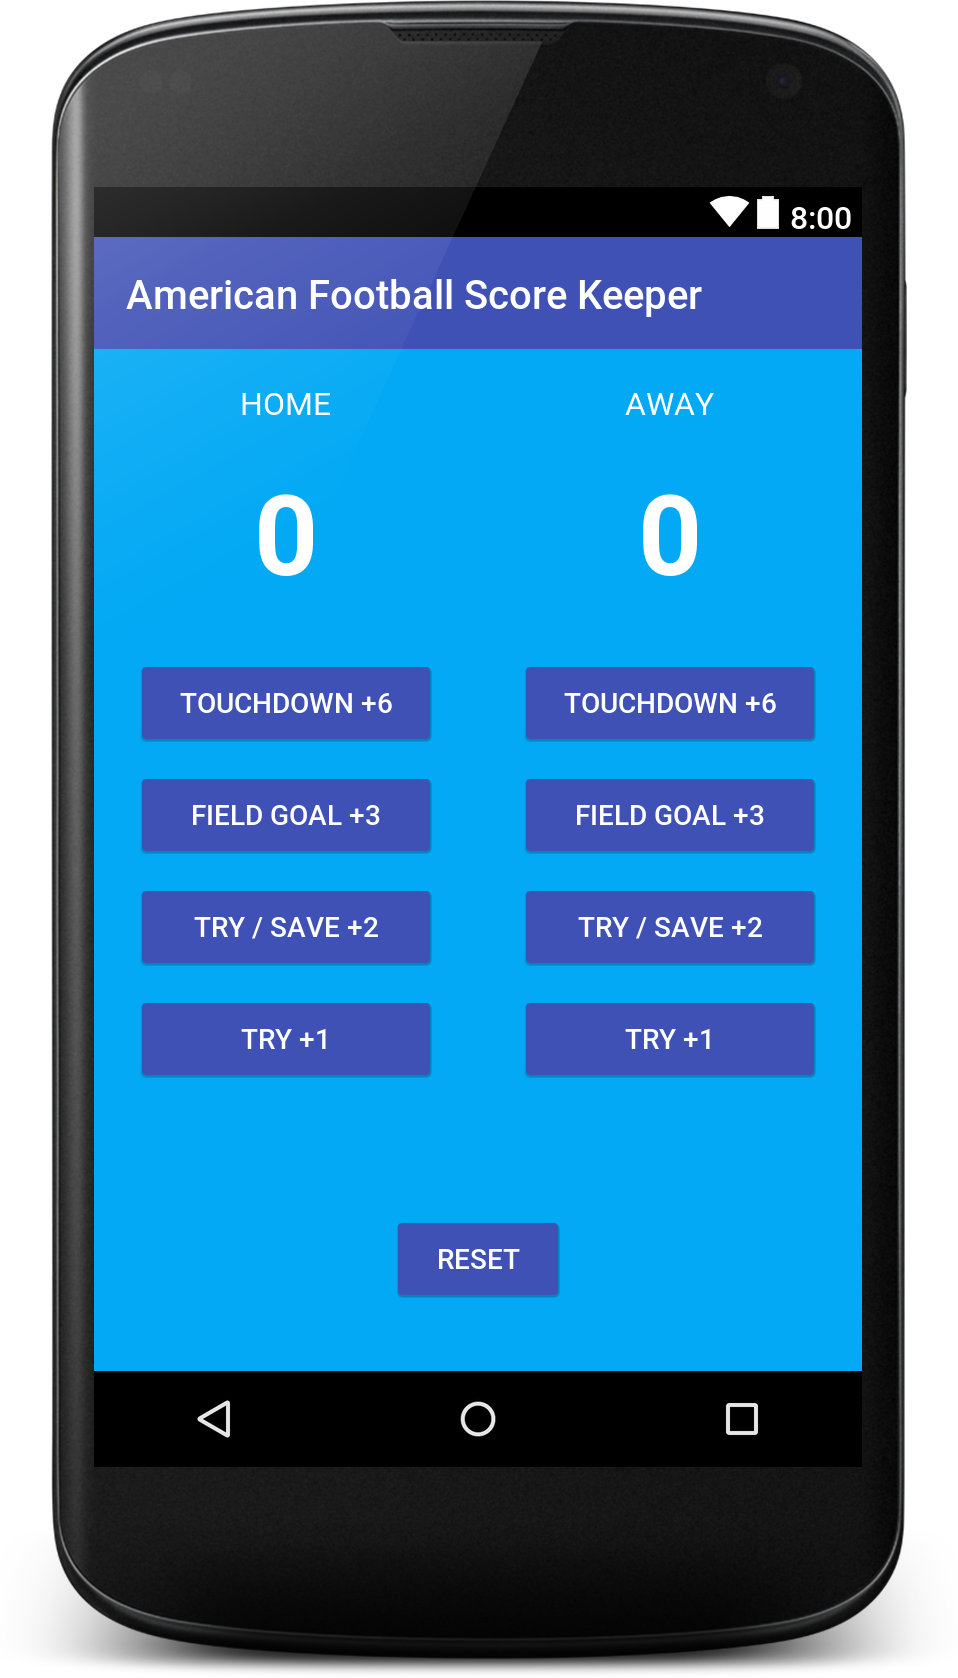 8:00
American Football Score Keeper
HOME AWAY
0 0
TOUCHDOWN +6 TOUCHDOWN +6
FIELD GOAL +3 FIELD GOAL +3
TRY / SAVE +2 TRY / SAVE +2
TRY +1 TRY +1
RESET